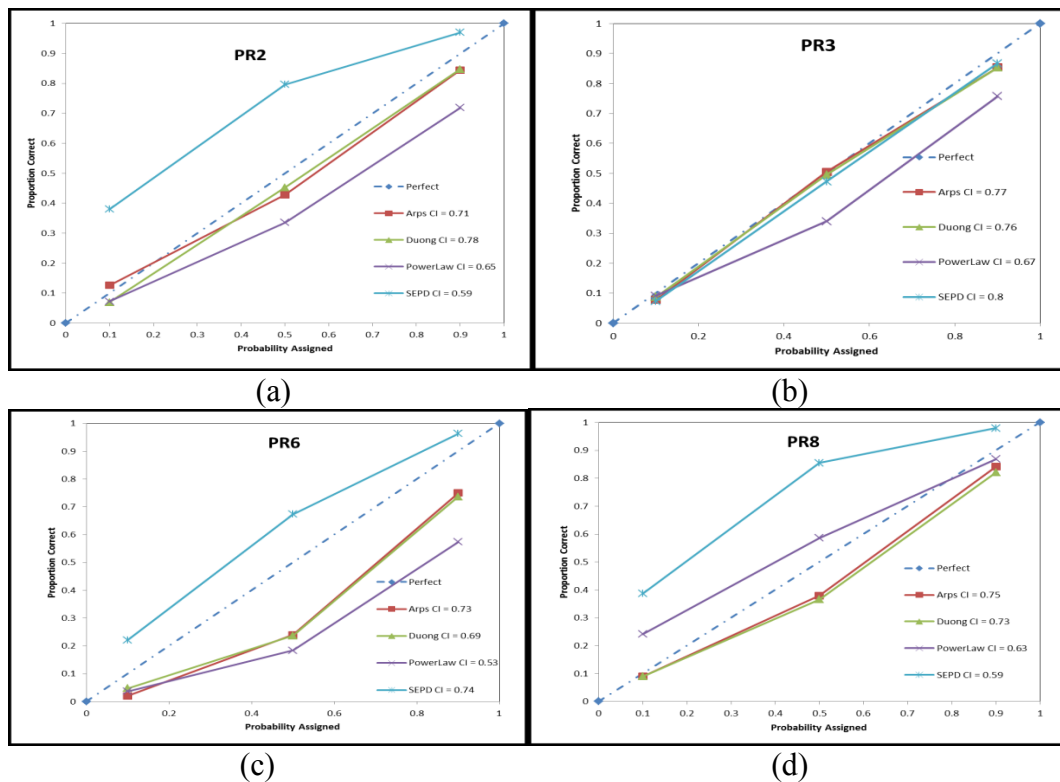 PR2
Proportion Correct
1
0.9
0.8
0.7
0.6
0.5
0.4
0.3
0.2
0.1
0
0 0.1 0.2 0.3 0.4 0.5 0.6 0.7 0.8 0.9 1
Probability Assigned
Perfect
Arps CI = 0.71
Duong CI = 0.78
PowerLaw CI = 0.65
SEPD CI = 0.59
(a)
PR3
Proportion Correct
1
0.9
0.8
0.7
0.6
0.5
0.4
0.3
0.2
0.1
0
0 0.2 0.4 0.6 0.8 1
Probability Assigned
Perfect
Arps CI = 0.77
Duong CI = 0.76
PowerLaw CI = 0.67
SEPD CI = 0.8
(b)
PR6
Proportion Correct
1
0.9
0.8
0.7
0.6
0.5
0.4
0.3
0.2
0.1
0
0 0.2 0.4 0.6 0.8 1
Probability Assigned
Perfect
Arps CI = 0.73
Duong CI = 0.69
PowerLaw CI = 0.53
SEPD CI = 0.74
(c)
PR8
Proportion Correct
1
0.9
0.8
0.7
0.6
0.5
0.4
0.3
0.2
0.1
0
0 0.1 0.2 0.3 0.4 0.5 0.6 0.7 0.8 0.9 1
Probability Assigned
Perfect
Arps CI = 0.75
Duong CI = 0.73
PowerLaw CI = 0.63
SEPD CI = 0.59
(d)